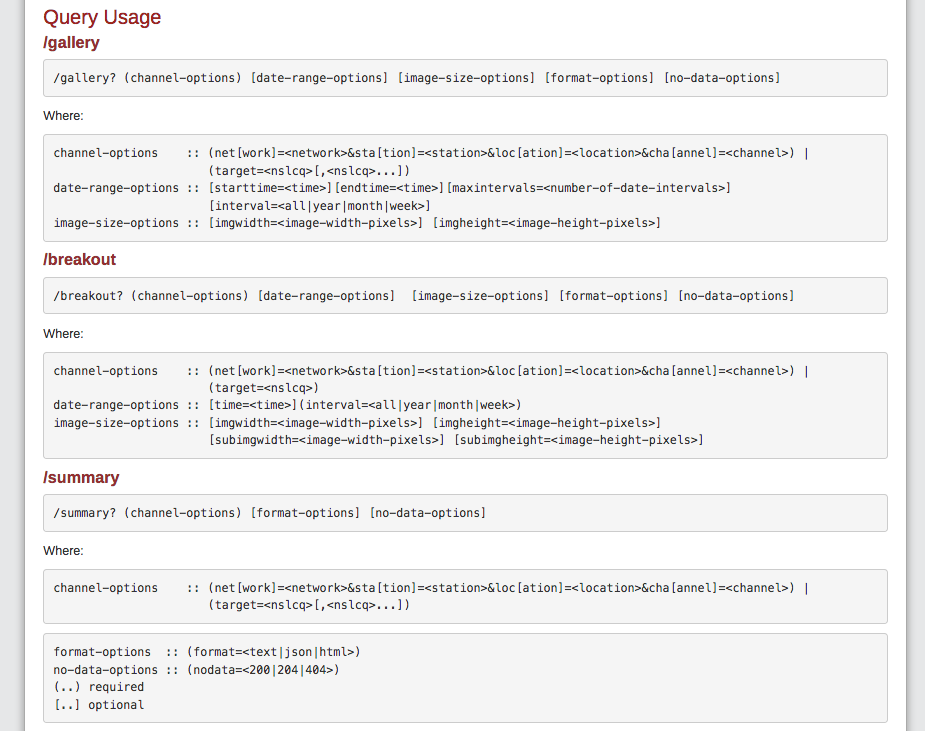 Query Usage
/gallery
/gallery? (channel-options) [date-range-options] [image-size-options] [format-options] [no-data-options]
Where:
channel-options    :: (net[work]=<network>&sta[tion]=<station>&loc[ation]=<location>&cha[annel]=<channel>) |
                      (target=<nslcq>[,<nslcq>...])
date-range-options :: [starttime=<time>][endtime=<time>][maxintervals=<number-of-date-intervals>]
                      [interval=<all|year|month|week>]
image-size-options :: [imgwidth=<image-width-pixels>] [imgheight=<image-height-pixels>]
/breakout
/breakout? (channel-options) [date-range-options]  [image-size-options] [format-options] [no-data-options]
Where:
channel-options    :: (net[work]=<network>&sta[tion]=<station>&loc[ation]=<location>&cha[annel]=<channel>) |
                      (target=<nslcq>)
date-range-options :: [time=<time>](interval=<all|year|month|week>)
image-size-options :: [imgwidth=<image-width-pixels>] [imgheight=<image-height-pixels>]
                      [subimgwidth=<image-width-pixels>] [subimgheight=<image-height-pixels>]
/summary
/summary? (channel-options) [format-options] [no-data-options]
Where:
channel-options    :: (net[work]=<network>&sta[tion]=<station>&loc[ation]=<location>&cha[annel]=<channel>) |
                      (target=<nslcq>[,<nslcq>...])
format-options  :: (format=<text|json|html>)
no-data-options :: (nodata=<200|204|404>)
(..) required
[..] optional